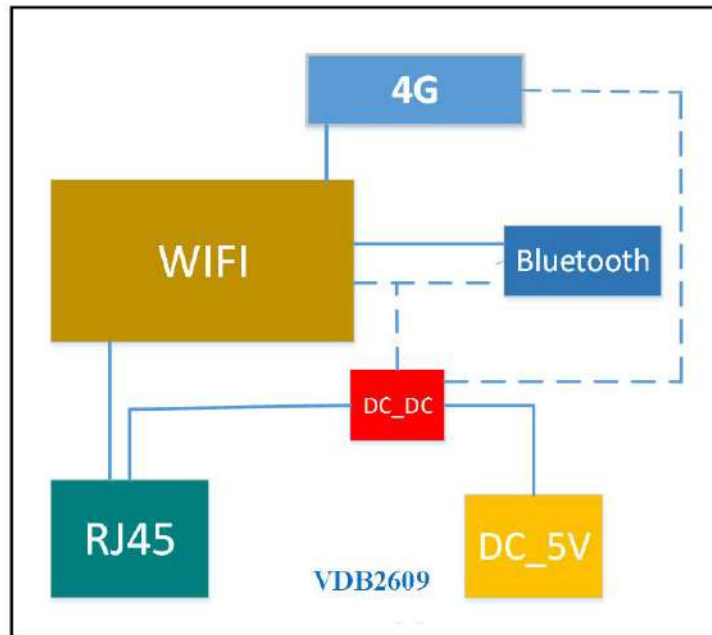 4G
WIFI
Bluetooth
DC_DC
RJ45
DC_5V
VDB2609